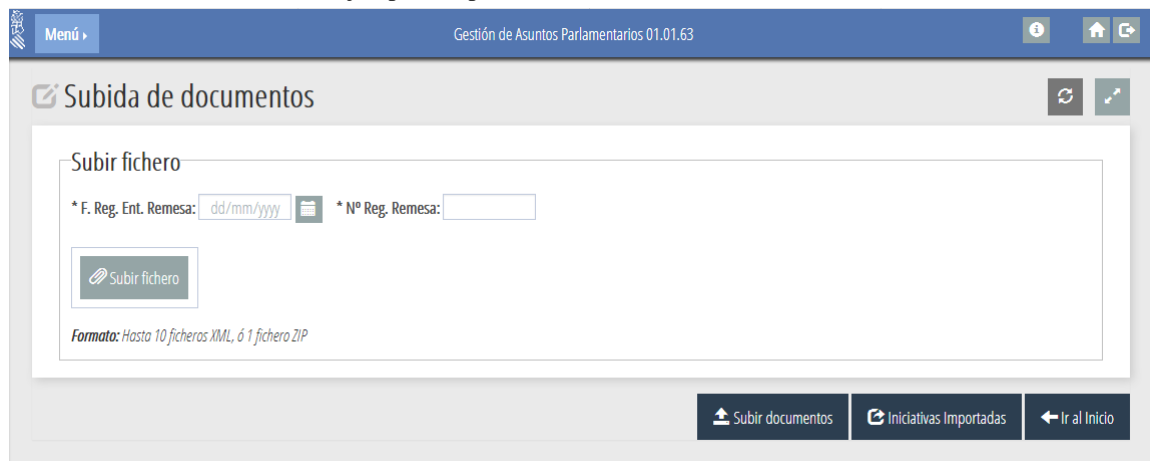 Menú
Gestión de Asuntos Parlamentarios 01.01.63
Subida de documentos
Subir fichero
* F. Reg. Ent. Remesa: dd/mm/yyyy * Nº Reg. Remesa:
Subir fichero
Formato: Hasta 10 ficheros XML, ó 1 fichero ZIP
Subir documentos Iniciativas Importadas Ir al Inicio